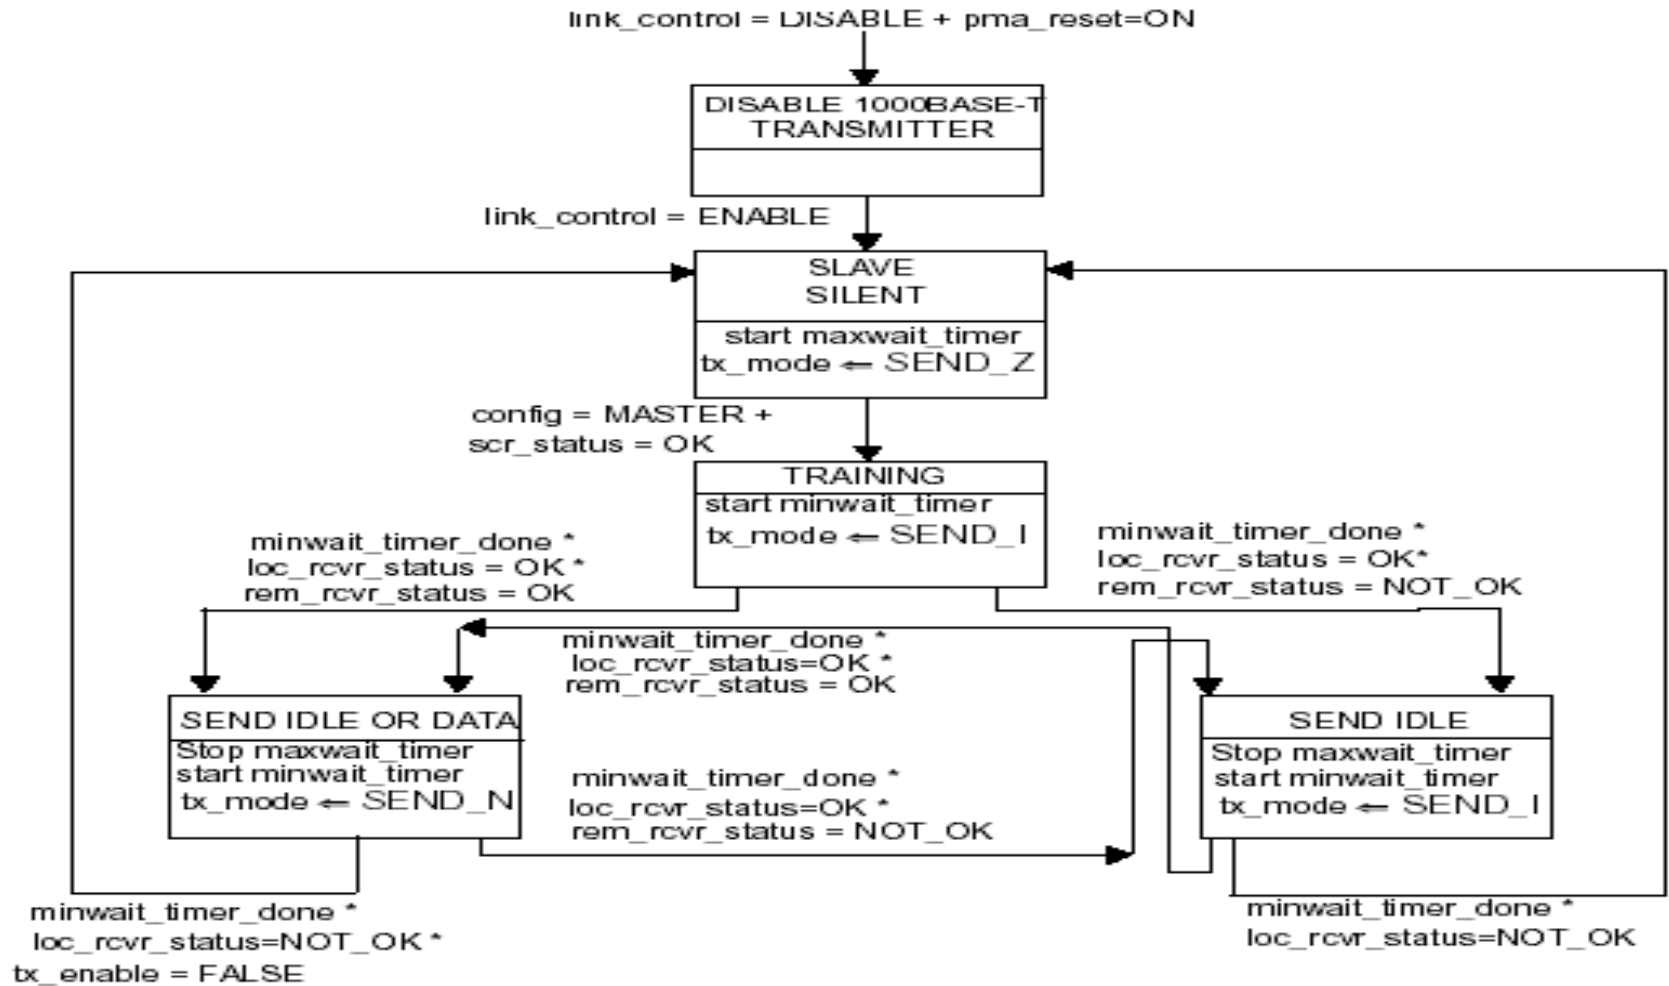 link_control = DISABLE + pma_reset=ON
DISABLE 1000BASE-T
TRANSMITTER
link_control = ENABLE
SLAVE
SILENT
start maxwait_timer
tx_mode ⇐ SEND_Z
config = MASTER +
scr_status = OK
TRAINING
start minwait_timer
tx_mode ⇐ SEND_I
minwait_timer_done *
loc_rcvr_status = OK *
rem_rcvr_status = OK
minwait_timer_done *
loc_rcvr_status = OK*
rem_rcvr_status = NOT_OK
minwait_timer_done *
loc_rcvr_status=OK *
rem_rcvr_status = OK
SEND IDLE OR DATA
Stop maxwait_timer
start minwait_timer
tx_mode ⇐ SEND_N
minwait_timer_done *
loc_rcvr_status=OK *
rem_rcvr_status = NOT_OK
SEND IDLE
Stop maxwait_timer
start minwait_timer
tx_mode ⇐ SEND_I
minwait_timer_done *
loc_rcvr_status=NOT_OK *
tx_enable = FALSE
minwait_timer_done *
loc_rcvr_status=NOT_OK